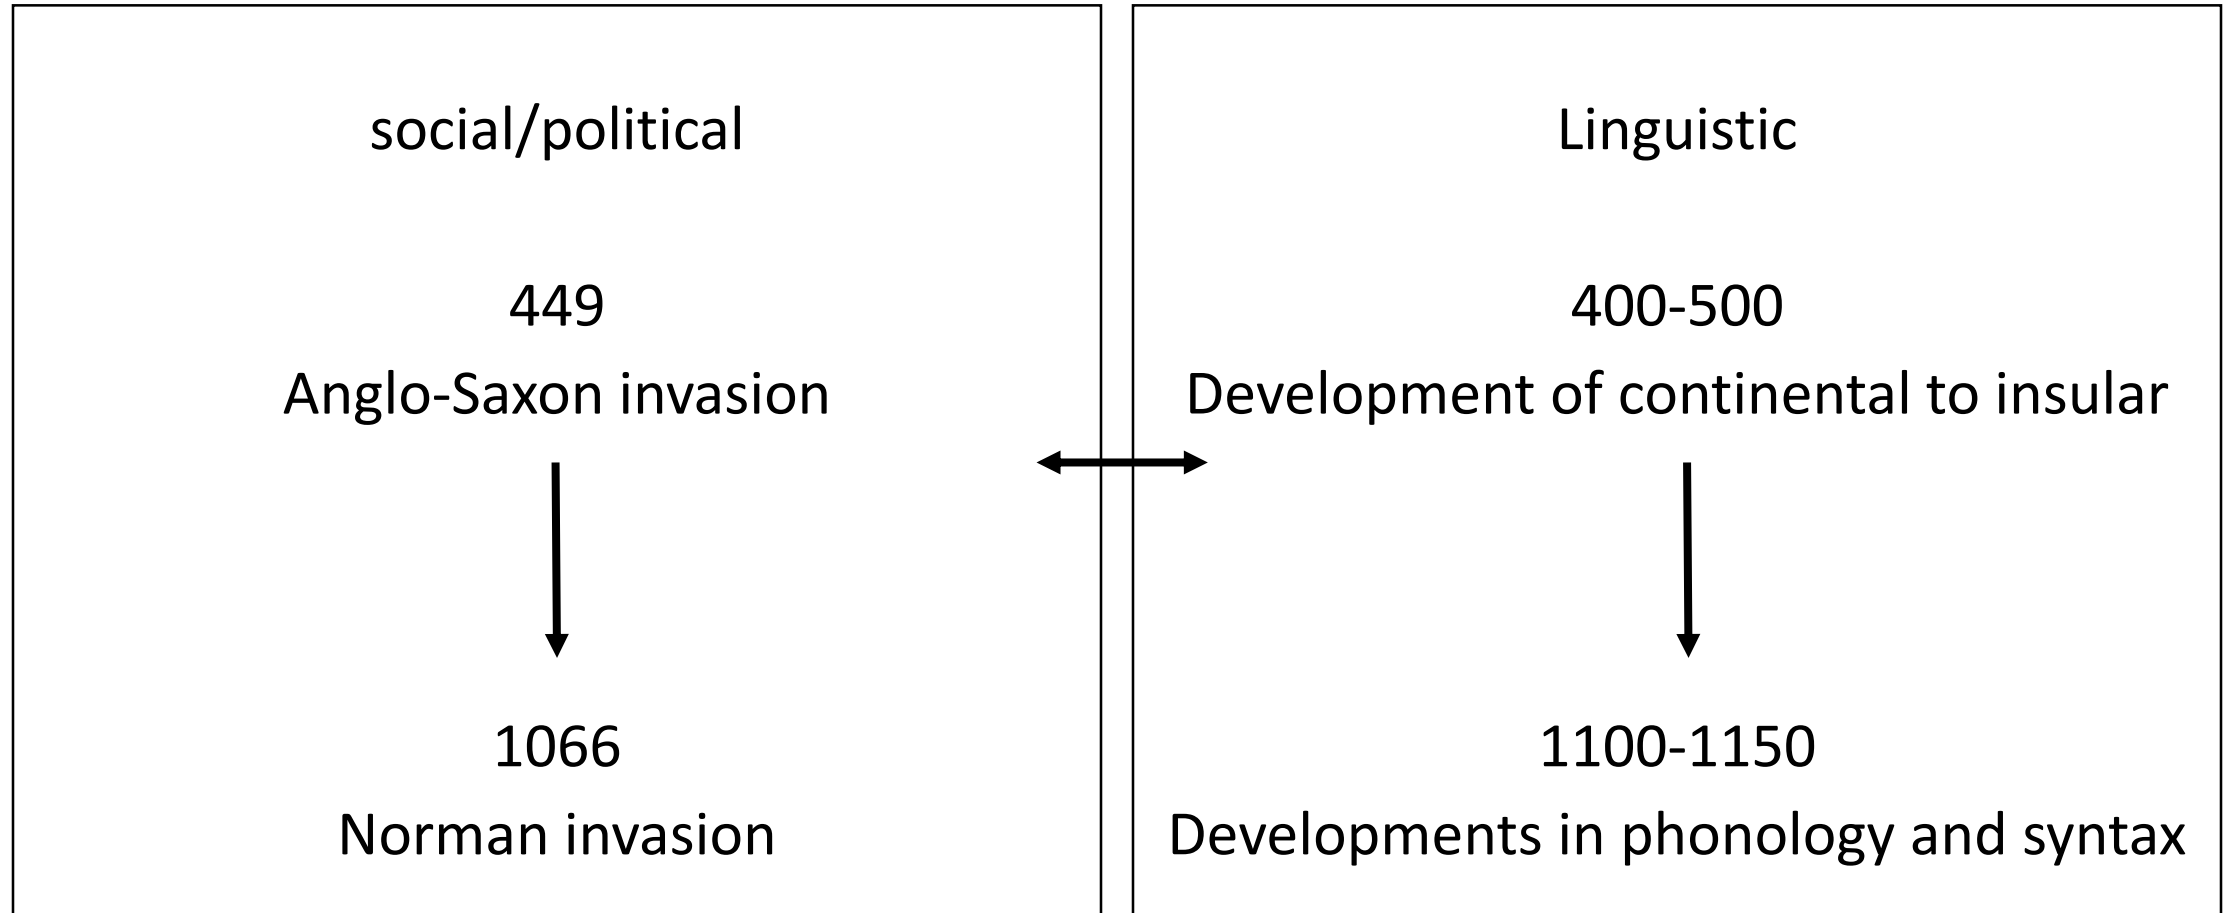 social/political
449
Anglo-Saxon invasion
1066
Norman invasion
Linguistic
400-500
Development of continental to insular
1100-1150
Developments in phonology and syntax